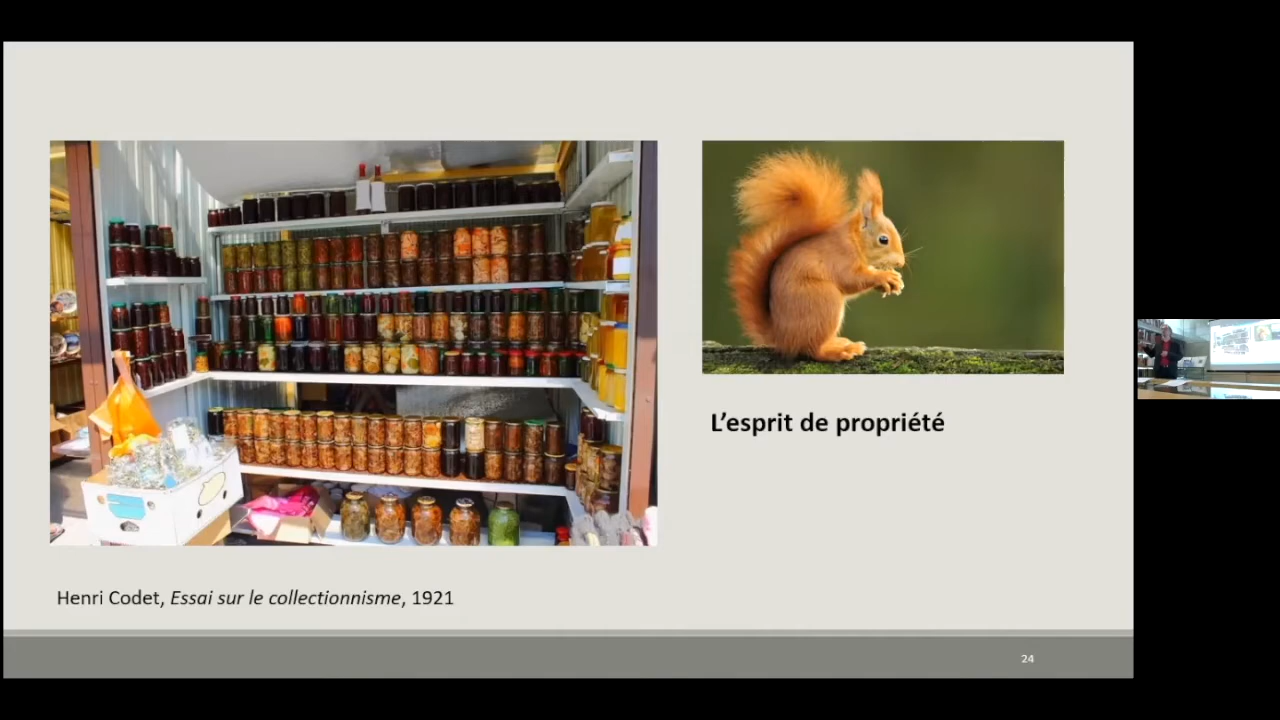 L’esprit de propriété
Henri Codet, Essai sur le collectionnisme, 1921
24